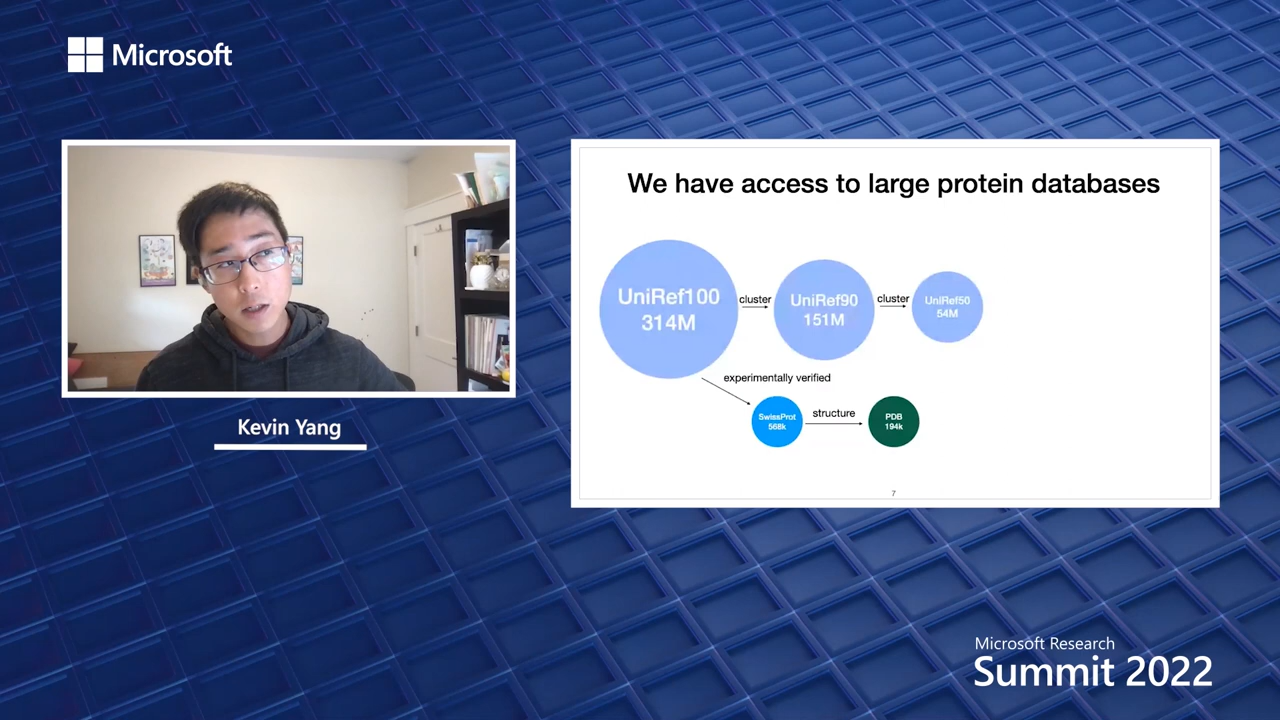 Microsoft
Kevin Yang
We have access to large protein databases
UniRef100
314M
cluster
UniRef90
151M
cluster
UniRef50
54M
experimentally verified
SwissProt
568k
structure
PDB
194k
7
Microsoft Research
Summit 2022